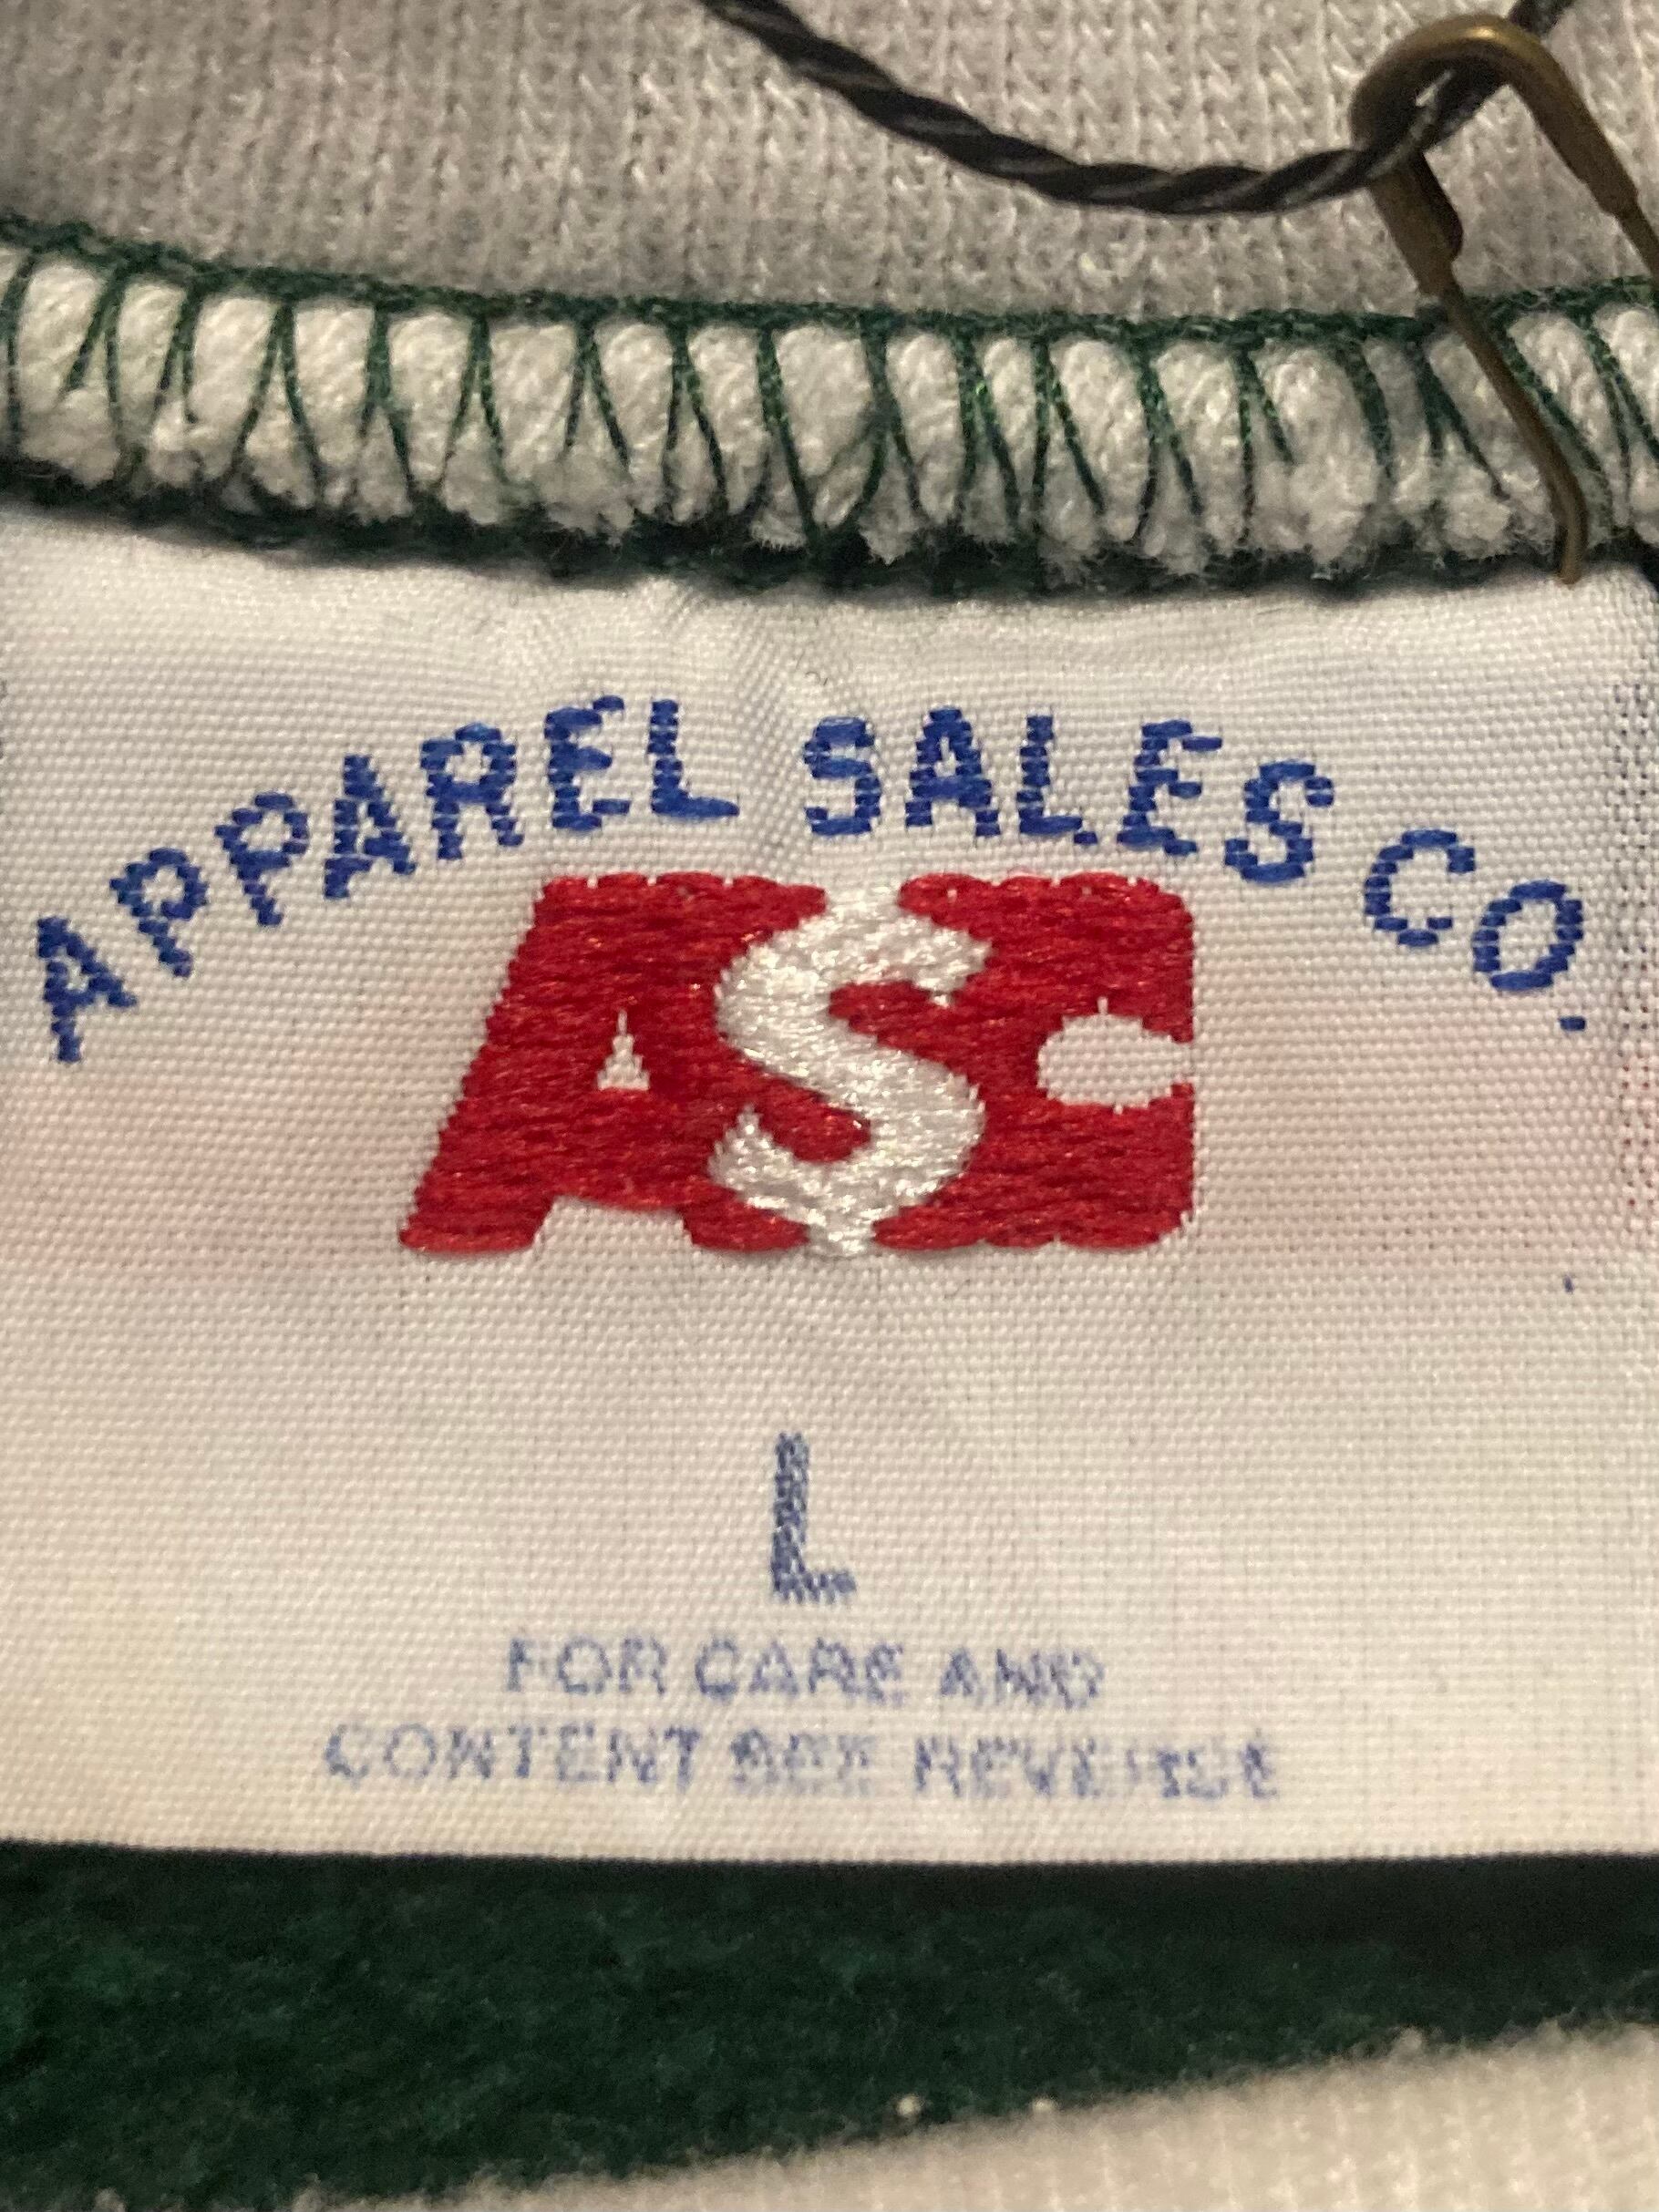 APPAREL SALES CO.
ASC
L
FOR CARE AND
CONTENT SEE REVERSE